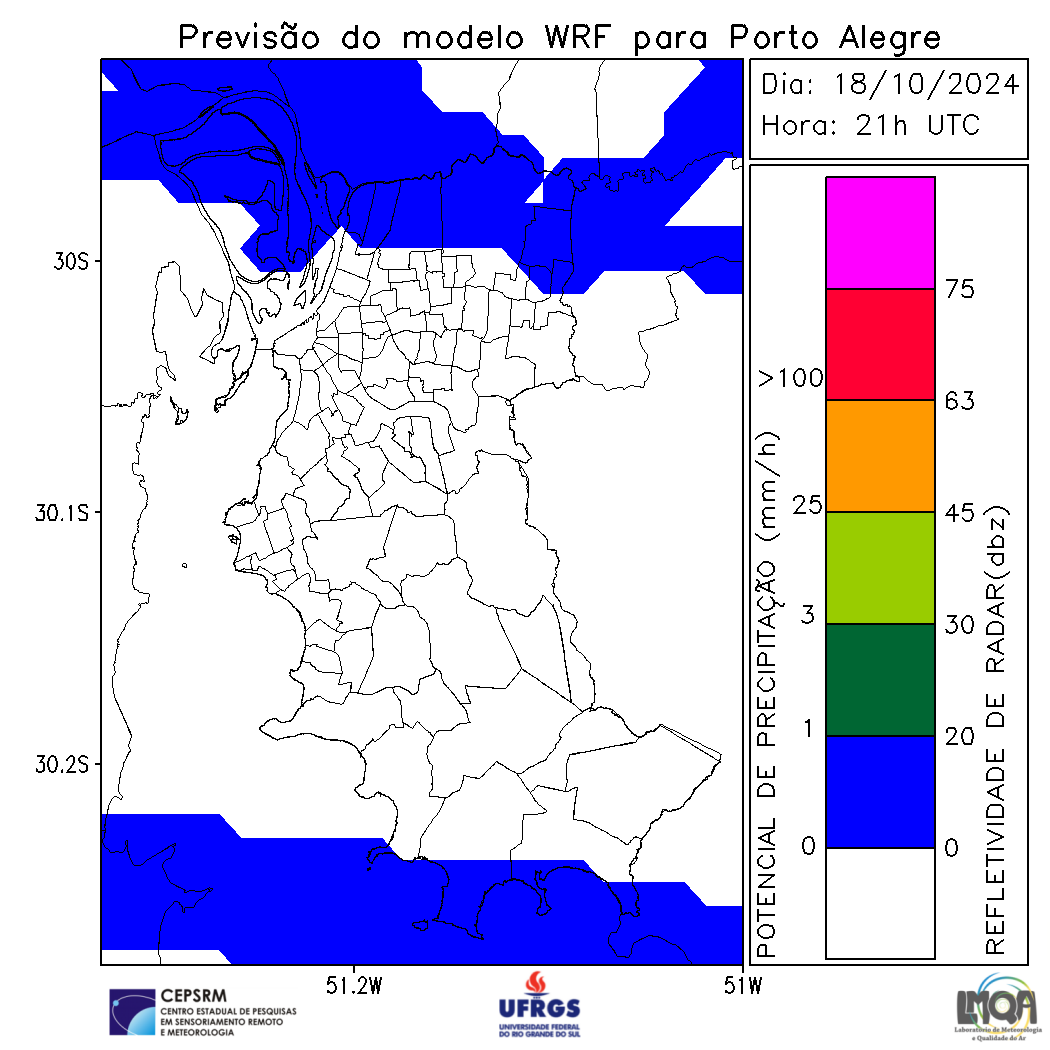 Previsão do modelo WRF para Porto Alegre
Dia: 18/10/2024
Hora: 21h UTC
30S
30.1S
30.2S
51.2W
51W
POTENCIAL DE PRECIPITAÇÃO (mm/h)
>100
25
3
1
0
75
63
45
30
20
0
REFLETIVIDADE DE RADAR(dbz)
CEPSRM
CENTRO ESTADUAL DE PESQUISAS
EM SENSORIAMENTO REMOTO
E METEOROLOGIA
UFRGS
UNIVERSIDADE FEDERAL
DO RIO GRANDE DO SUL
LMQA
Laboratório de Meteorologia
e Qualidade do Ar